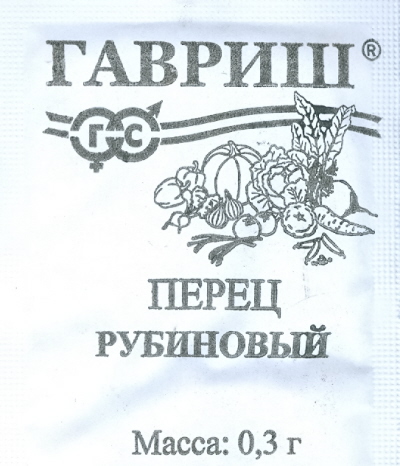 ГАВРИШ®
Г С
ПЕРЕЦ
РУБИНОВЫЙ
Масса: 0,3 г